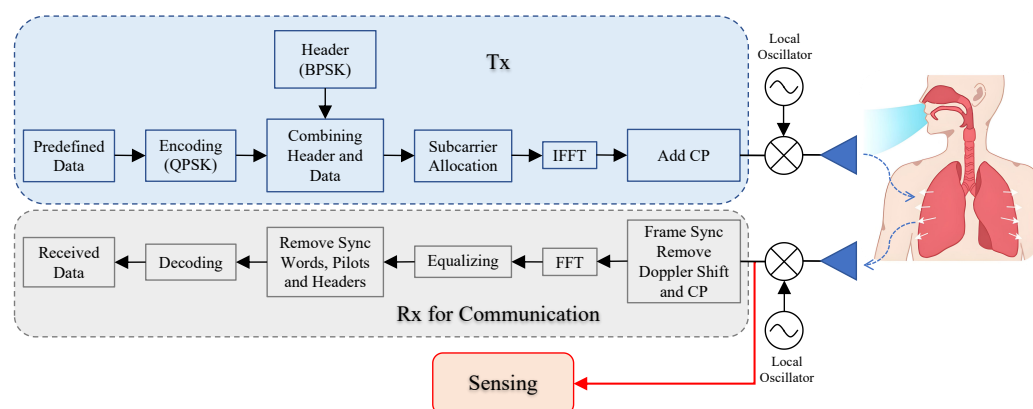 Tx
Header
(BPSK)
Local
Oscillator
Predefined
Data
Encoding
(QPSK)
Combining
Header and
Data
Subcarrier
Allocation
IFFT
Add CP
Received
Data
Decoding
Remove Sync
Words, Pilots
and Headers
Equalizing
FFT
Frame Sync
Remove
Doppler Shift
and CP
Rx for Communication
Local
Oscillator
Sensing